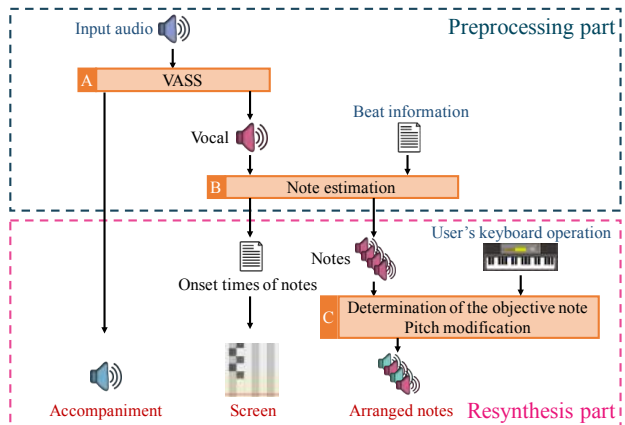 Preprocessing part
Input audio
A
VASS
Beat information
Vocal
B
Note estimation
User's keyboard operation
Notes
Onset times of notes
C
Determination of the objective note
Pitch modification
Accompaniment
Screen
Arranged notes
Resynthesis part